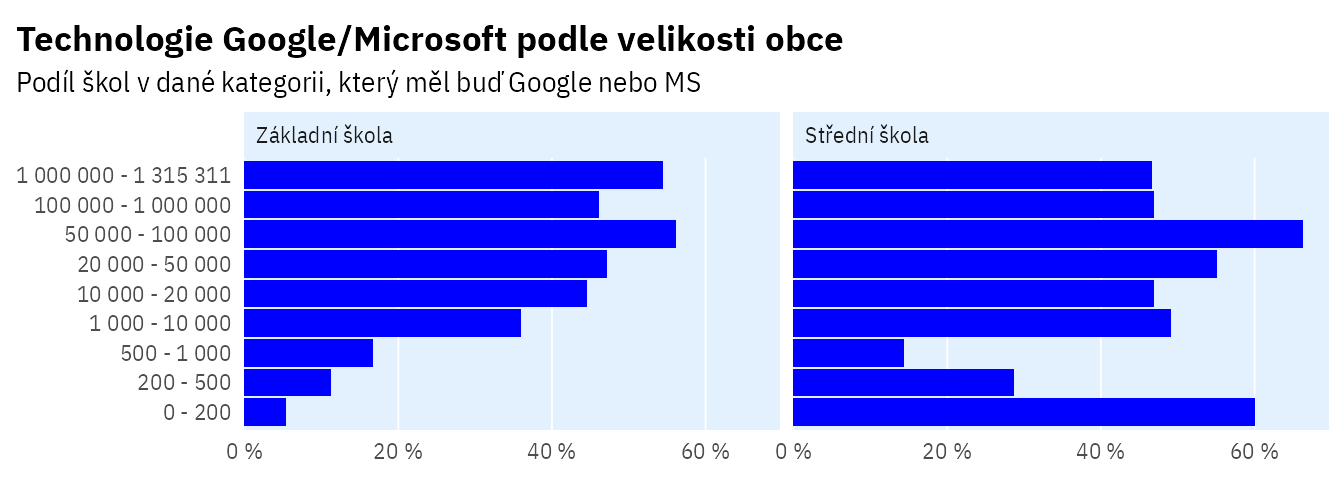 Technologie Google/Microsoft podle velikosti obce
Podíl škol v dané kategorii, který měl buď Google nebo MS
Základní škola
Střední škola
1 000 000 - 1 315 311
100 000 - 1 000 000
50 000 - 100 000
20 000 - 50 000
10 000 - 20 000
1 000 - 10 000
500 - 1 000
200 - 500
0 - 200
0 % 20 % 40 % 60 % 0 % 20 % 40 % 60 %